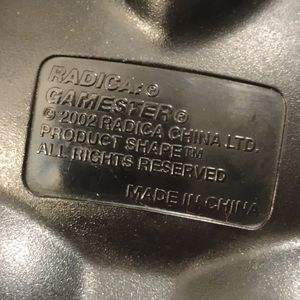 RADICA:®
GAMESTER®
© 2002 RADICA CHINA LTD.
PRODUCT SHAPE™
ALL RIGHTS RESERVED
MADE IN CHINA